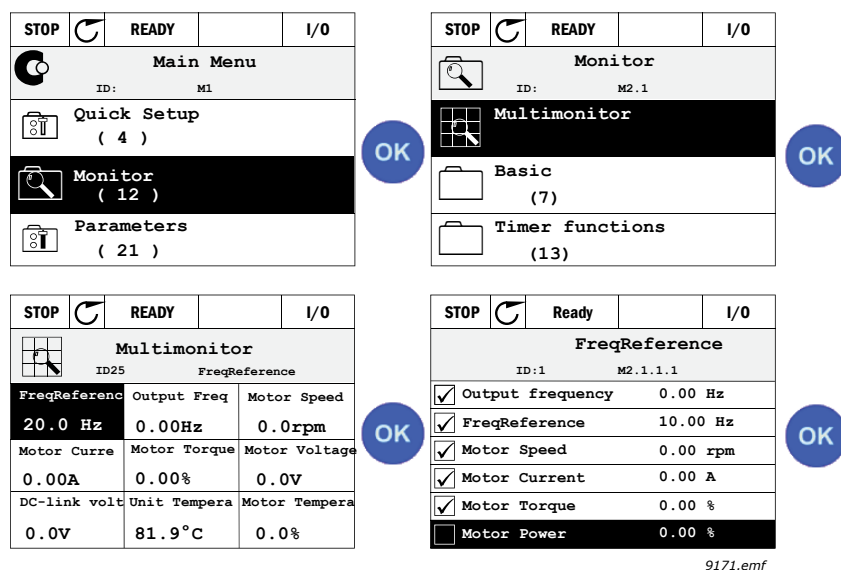 STOP READY I/O
Main Menu
ID: M1
Quick Setup
( 4 )
Monitor
( 12 )
Parameters
( 21 )
OK
STOP READY I/O
Monitor
ID: M2.1
Multimonitor
Basic
(7)
Timer functions
(13)
OK
STOP READY I/O
Multimonitor
ID25 FreqReference
FreqReferenc Output Freq Motor Speed
20.0 Hz 0.00Hz 0.0rpm
Motor Curre Motor Torque Motor Voltage
0.00A 0.00% 0.0V
DC-link volt Unit Tempera Motor Tempera
0.0V 81.9°C 0.0%
OK
STOP Ready I/O
FreqReference
ID:1 M2.1.1.1
Output frequency 0.00 Hz
FreqReference 10.00 Hz
Motor Speed 0.00 rpm
Motor Current 0.00 A
Motor Torque 0.00 %
Motor Power 0.00 %
OK
9171.emf